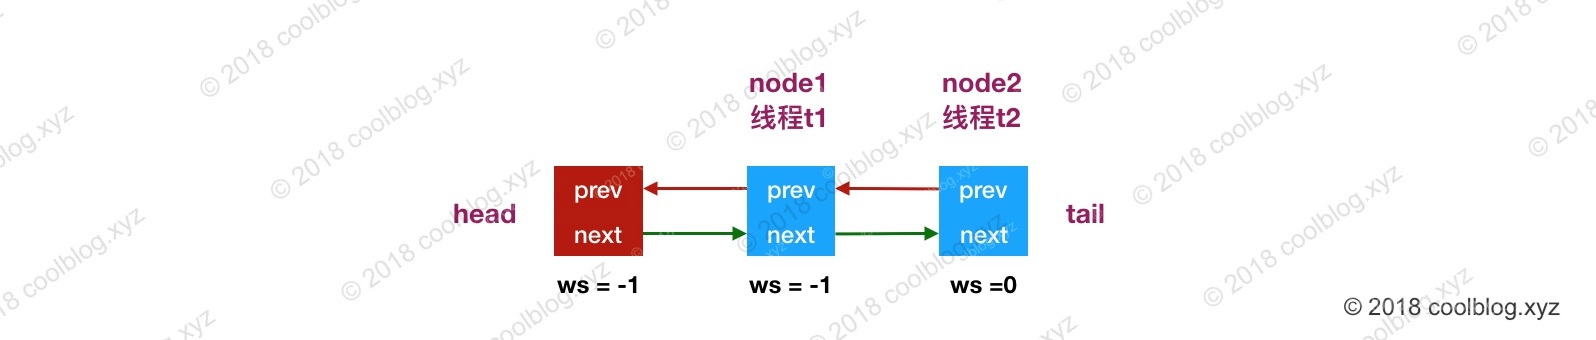 node1
线程t1
node2
线程t2
head
prev
next
prev
next
prev
next
tail
ws = -1
ws = -1
ws =0
© 2018 coolblog.xyz